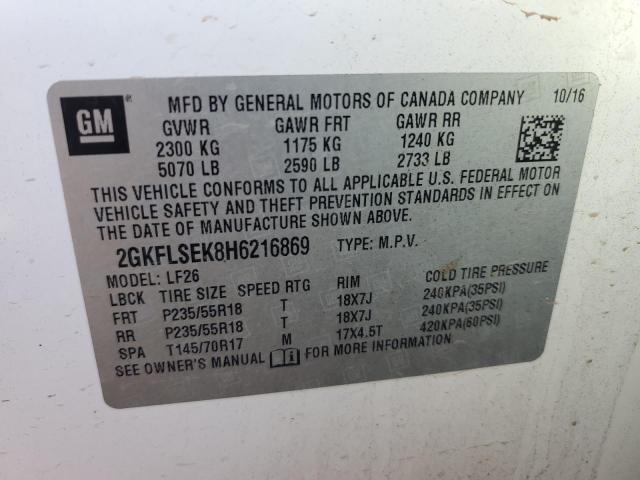 GM
MFD BY GENERAL MOTORS OF CANADA COMPANY 10/16
GVWR GAWR FRT GAWR RR
2300 KG 1175 KG 1240 KG
5070 LB 2590 LB 2733 LB
THIS VEHICLE CONFORMS TO ALL APPLICABLE U.S. FEDERAL MOTOR
VEHICLE SAFETY AND THEFT PREVENTION STANDARDS IN EFFECT ON
THE DATE OF MANUFACTURE SHOWN ABOVE.
2GKFLSEK8H6216869 TYPE: M.P.V.
MODEL: LF26
LBCK TIRE SIZE SPEED RTG RIM COLD TIRE PRESSURE
FRT P235/55R18 T 18X7J 240KPA(35PSI)
RR P235/55R18 T 18X7J 240KPA(35PSI)
SPA T145/70R17 M 17X4.5T 420KPA(60PSI)
SEE OWNER'S MANUAL i FOR MORE INFORMATION